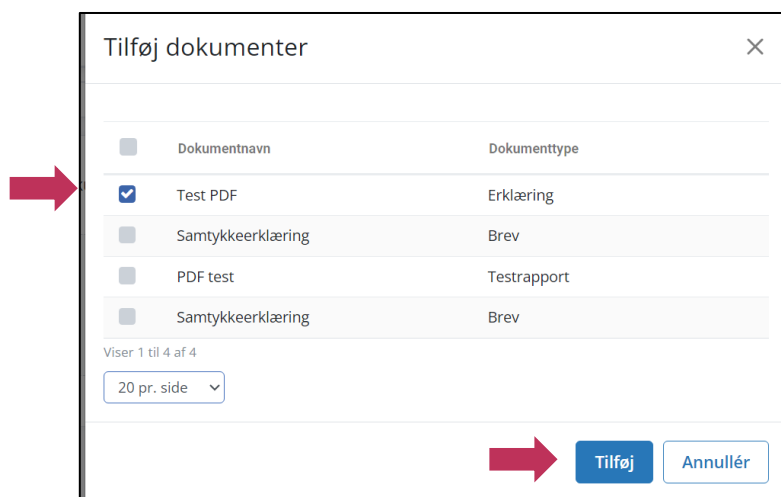 Tilføj dokumenter
Dokumentnavn Dokumenttype
Test PDF Erklæring
Samtykkeerklæring Brev
PDF test Testrapport
Samtykkeerklæring Brev
Viser 1 til 4 af 4
20 pr. side
Tilføj Annullér